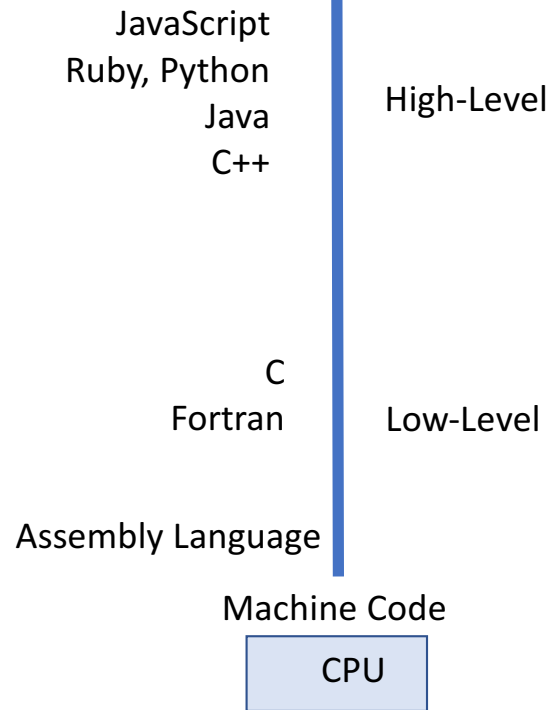 JavaScript
Ruby, Python
High-Level
Java
C++
C
Fortran
Low-Level
Assembly Language
Machine Code
CPU